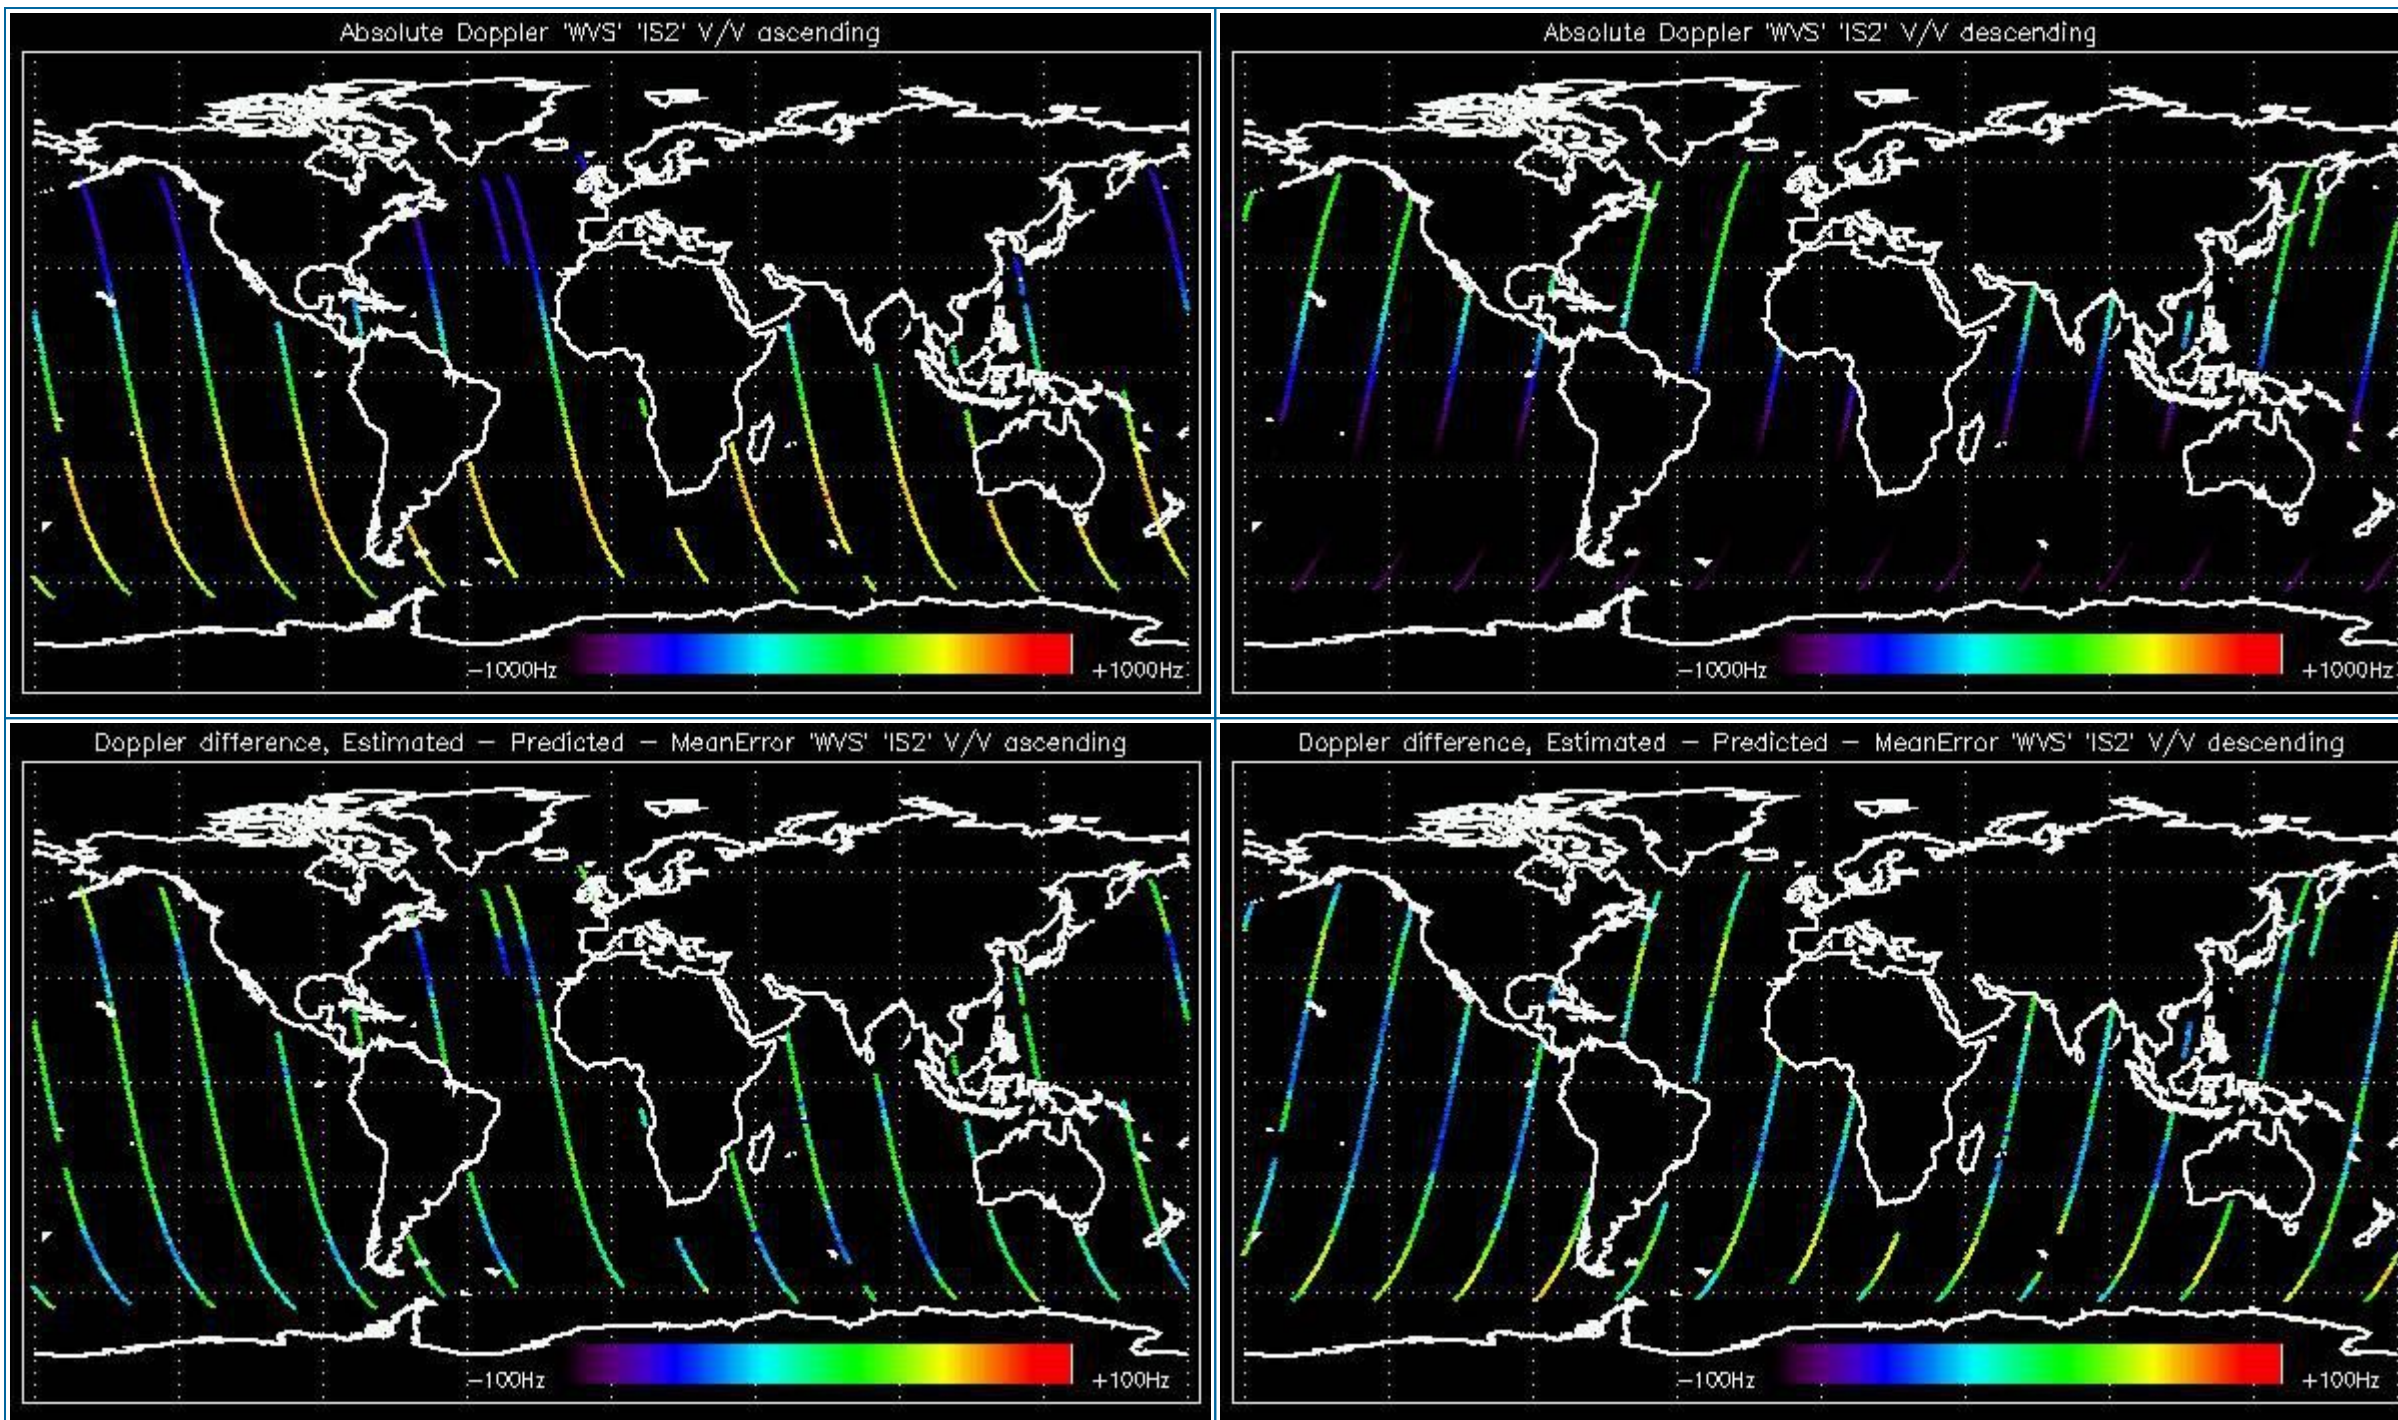 Absolute Doppler 'WVS' 'IS2' V/V ascending
-1000Hz
+1000Hz
Absolute Doppler 'WVS' 'IS2' V/V descending
-1000Hz
+1000Hz
Doppler difference, Estimated - Predicted - MeanError 'WVS' 'IS2' V/V ascending
-100Hz
+100Hz
Doppler difference, Estimated - Predicted - MeanError 'WVS' 'IS2' V/V descending
-100Hz
+100Hz